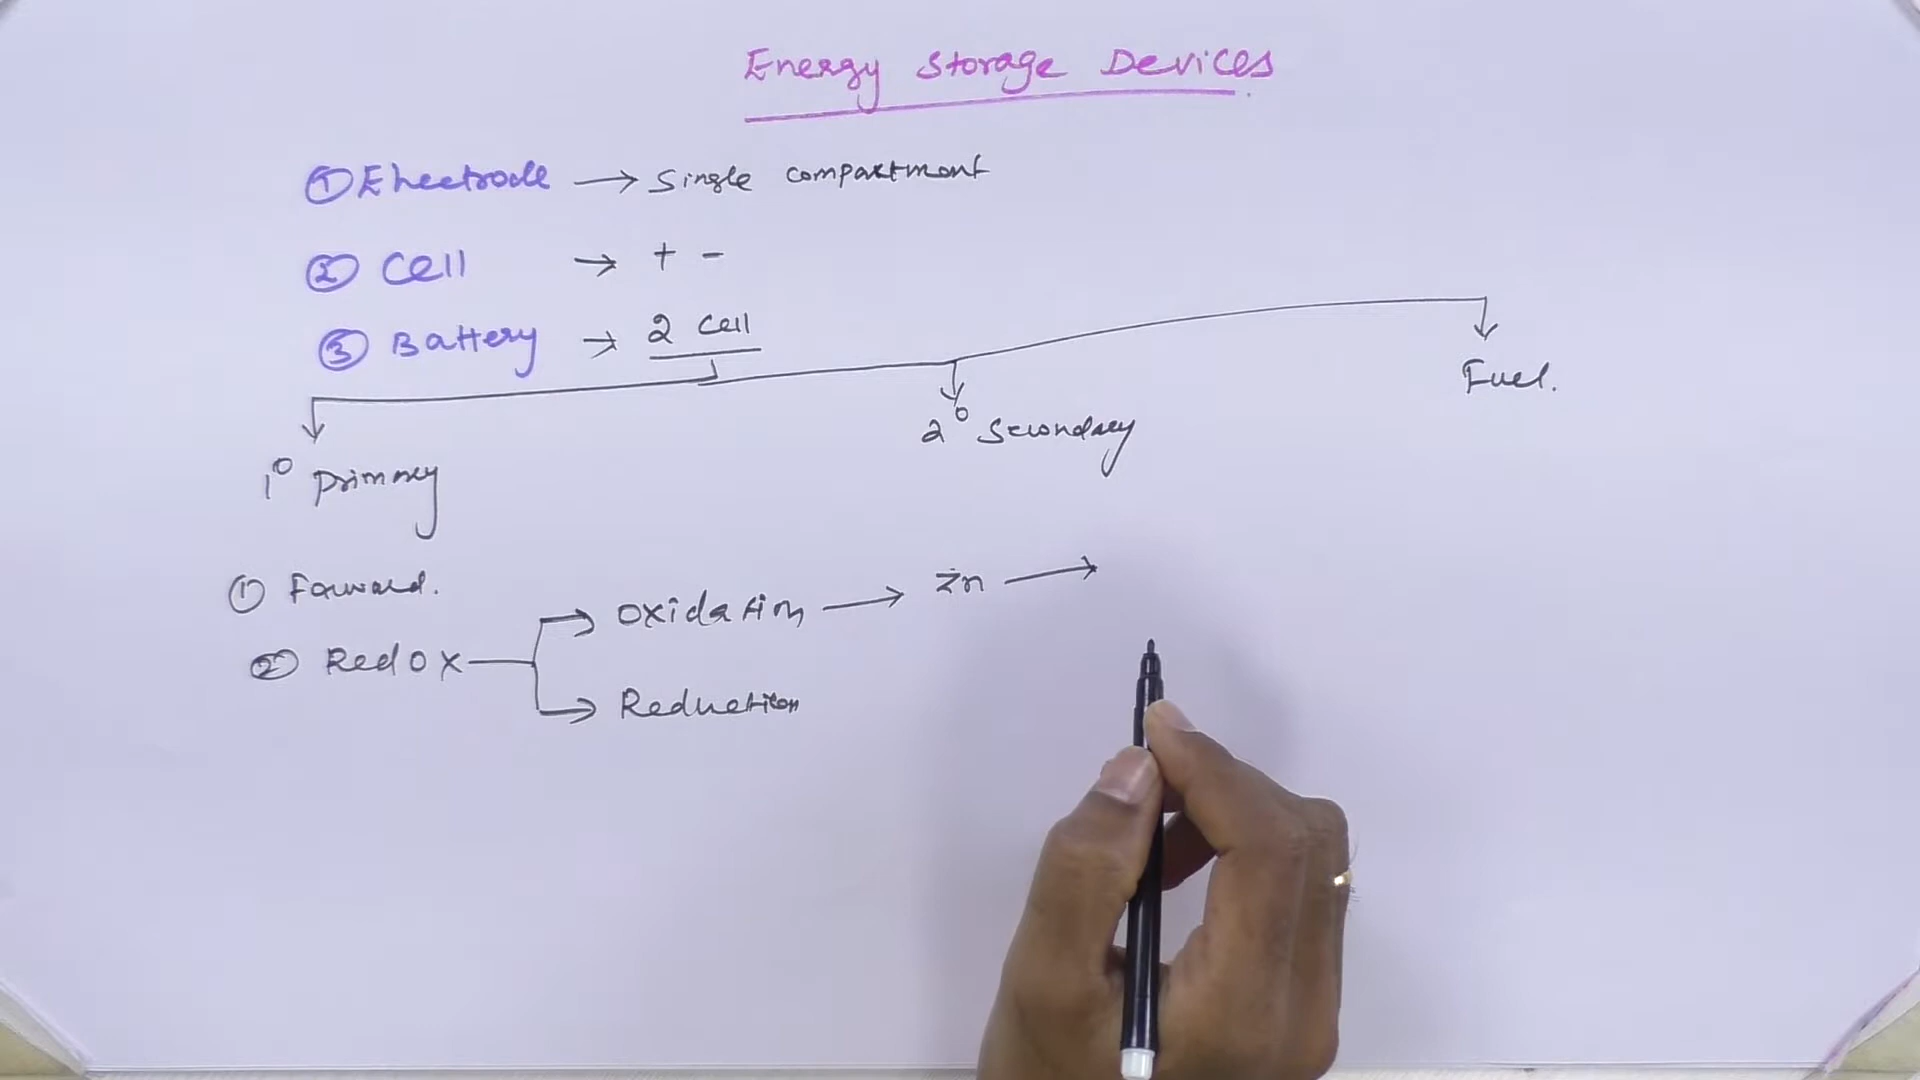 Energy Storage Devices
① Electrode → Single compartment
② Cell → + -
③ Battery → 2 Cell
Fuel.
2° Secondary
1° Primary
① Forward.
Oxidation → Zn →
② Redox
Reduction